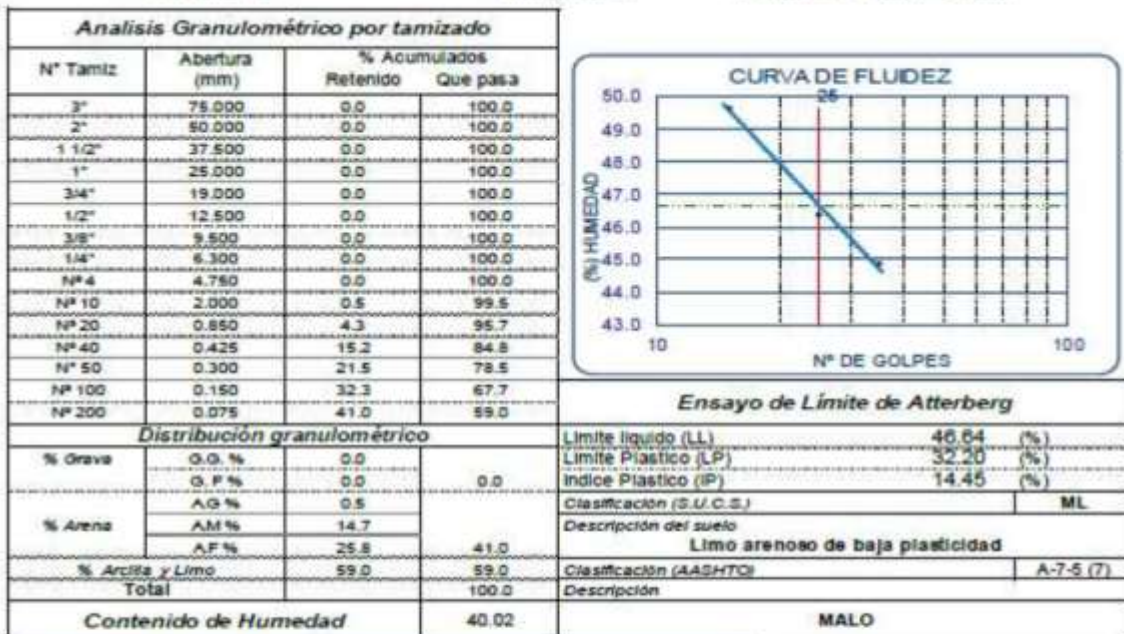 Analisis Granulométrico por tamizado
N° Tamiz Abertura (mm) % Acumulados Retenido Que pasa
3" 75.000 0.0 100.0
2" 50.000 0.0 100.0
1 1/2" 37.500 0.0 100.0
1" 25.000 0.0 100.0
3/4" 19.000 0.0 100.0
1/2" 12.500 0.0 100.0
3/8" 9.500 0.0 100.0
1/4" 6.300 0.0 100.0
Nº 4 4.750 0.0 100.0
Nº 10 2.000 0.5 99.5
Nº 20 0.850 4.3 95.7
Nº 40 0.425 15.2 84.8
N° 50 0.300 21.5 78.5
Nº 100 0.150 32.3 67.7
Nº 200 0.075 41.0 59.0
Distribución granulométrico
% Grava G.G. % 0.0
G. F % 0.0 0.0
A.G % 0.5
% Arena A.M % 14.7
A.F % 25.8 41.0
% Arcilla y Limo 59.0 59.0
Total 100.0
Contenido de Humedad 40.02
CURVA DE FLUIDEZ
25
50.0
49.0
48.0
47.0
46.0
45.0
44.0
43.0
(%) HUMEDAD
10 100
Nº DE GOLPES
Ensayo de Límite de Atterberg
Limite liquido (LL) 46.64 (%)
Limite Plastico (LP) 32.20 (%)
Indice Plastico (IP) 14.45 (%)
Clasificación (S.U.C.S.) ML
Descripción del suelo
Limo arenoso de baja plasticidad
Clasificación (AASHTO) A-7-5 (7)
Descripción
MALO